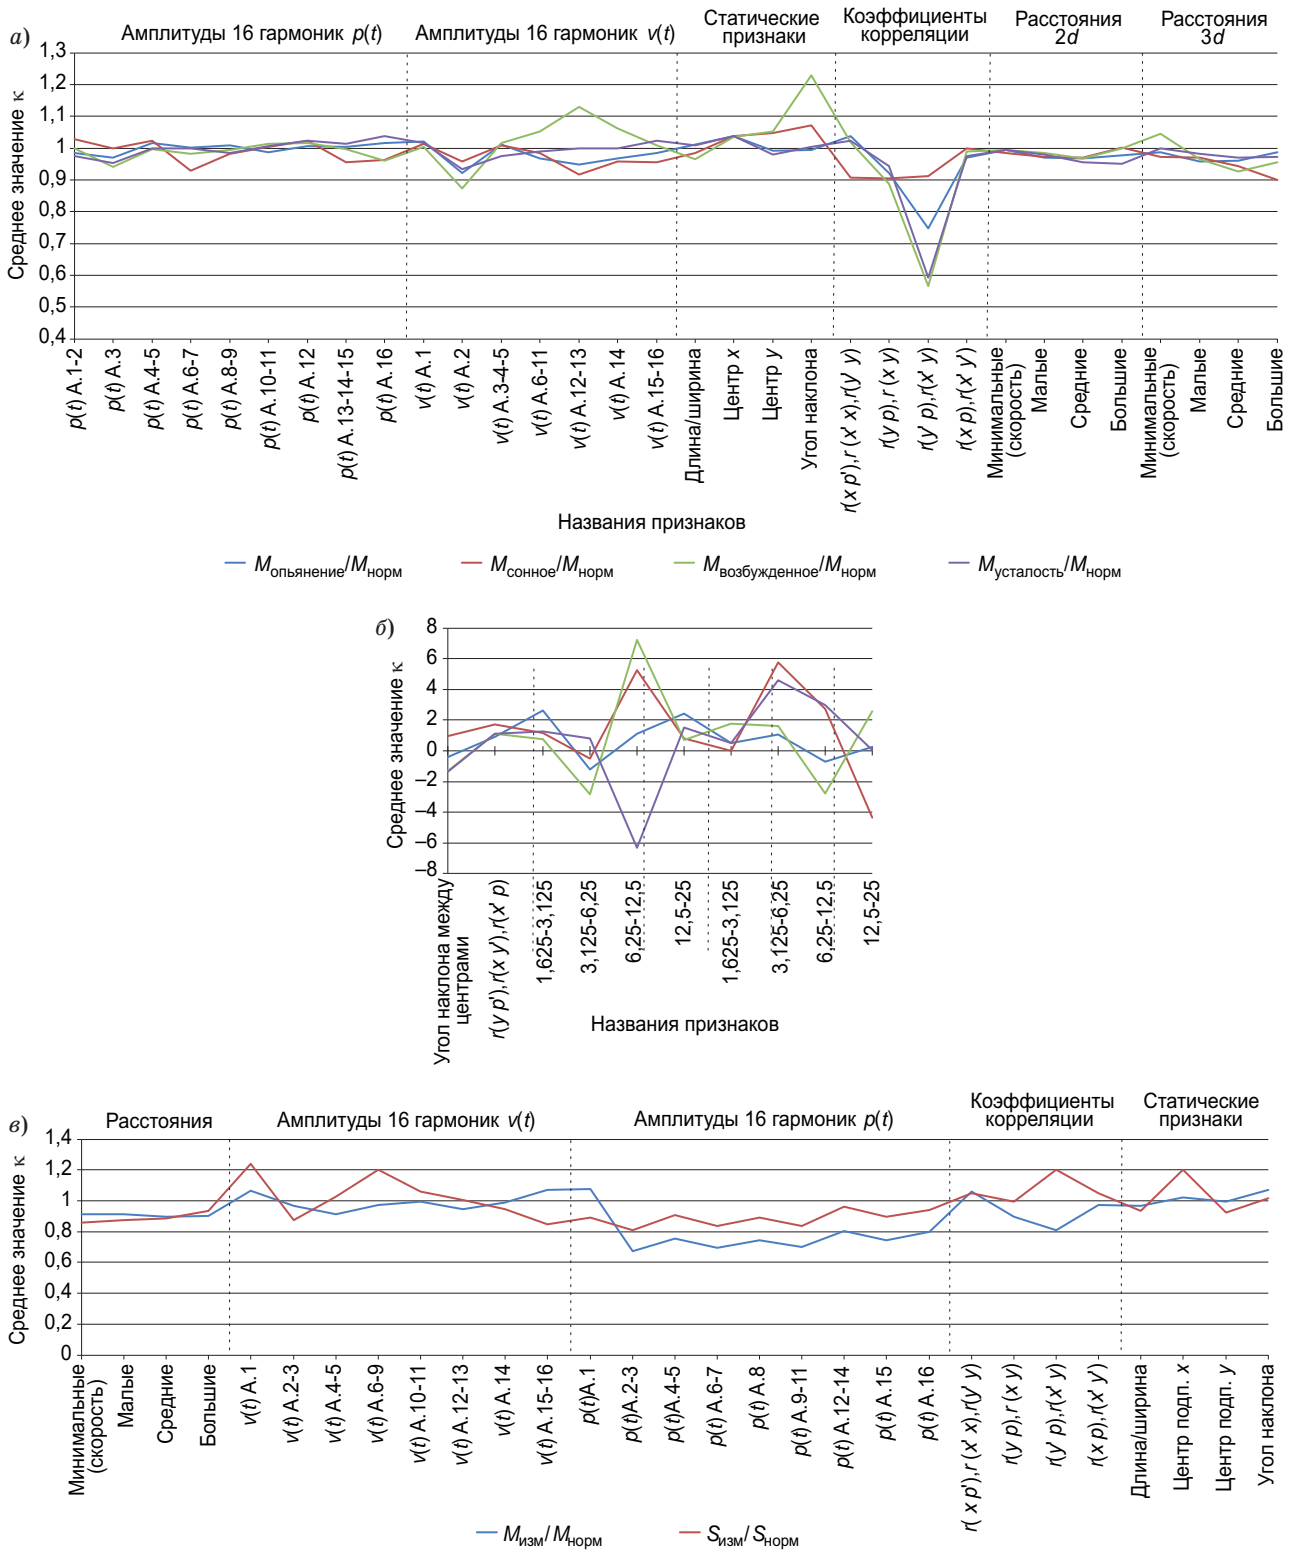 а)
Амплитуды 16 гармоник p(t)
Амплитуды 16 гармоник v(t)
Статические
признаки
Коэффициенты
корреляции
Расстояния
2d
Расстояния
3d
Среднее значение κ
1,3
1,2
1,1
1
0,9
0,8
0,7
0,6
0,5
0,4
p(t) А.1-2
p(t) А.3
p(t) А.4-5
p(t) А.6-7
p(t) А.8-9
p(t) А.10-11
p(t) А.12
p(t) А.13-14-15
p(t) А.16
v(t) А.1
v(t) А.2
v(t) А.3-4-5
v(t) А.6-11
v(t) А.12-13
v(t) А.14
v(t) А.15-16
Длина/ширина
Центр x
Центр y
Угол наклона
r(x p'),r (x' x),r(y' y)
r(y p),r (x y)
r(y' p),r(x' y)
r(x p),r(x' y')
Минимальные
(скорость)
Малые
Средние
Большие
Минимальные
(скорость)
Малые
Средние
Большие
Названия признаков
Mопьянение/Mнорм
Mсонное/Mнорм
Mвозбужденное/Mнорм
Mусталость/Mнорм
б)
Среднее значение κ
8
6
4
2
0
–2
–4
–6
–8
Угол наклона между
центрами
r(y p'),r(x y'),r(x' p)
1,625-3,125
3,125-6,25
6,25-12,5
12,5-25
1,625-3,125
3,125-6,25
6,25-12,5
12,5-25
Названия признаков
в)
Расстояния
Амплитуды 16 гармоник v(t)
Амплитуды 16 гармоник p(t)
Коэффициенты
корреляции
Статические
признаки
Среднее значение κ
1,4
1,2
1
0,8
0,6
0,4
0,2
0
Минимальные
(скорость)
Малые
Средние
Большие
v(t) А.1
v(t) А.2-3
v(t) А.4-5
v(t) А.6-9
v(t) А.10-11
v(t) А.12-13
v(t) А.14
v(t) А.15-16
p(t)А.1
p(t)А.2-3
p(t)А.4-5
p(t) А.6-7
p(t) А.8
p(t) А.9-11
p(t) А.12-14
p(t) А.15
p(t) А.16
r( x p'),r (x' x),r(y' y)
r(y p),r (x y)
r(y' p),r(x' y)
r(x p),r(x' y')
Длина/ширина
Центр подп. x
Центр подп. y
Угол наклона
Mизм/Mнорм
Sизм/Sнорм